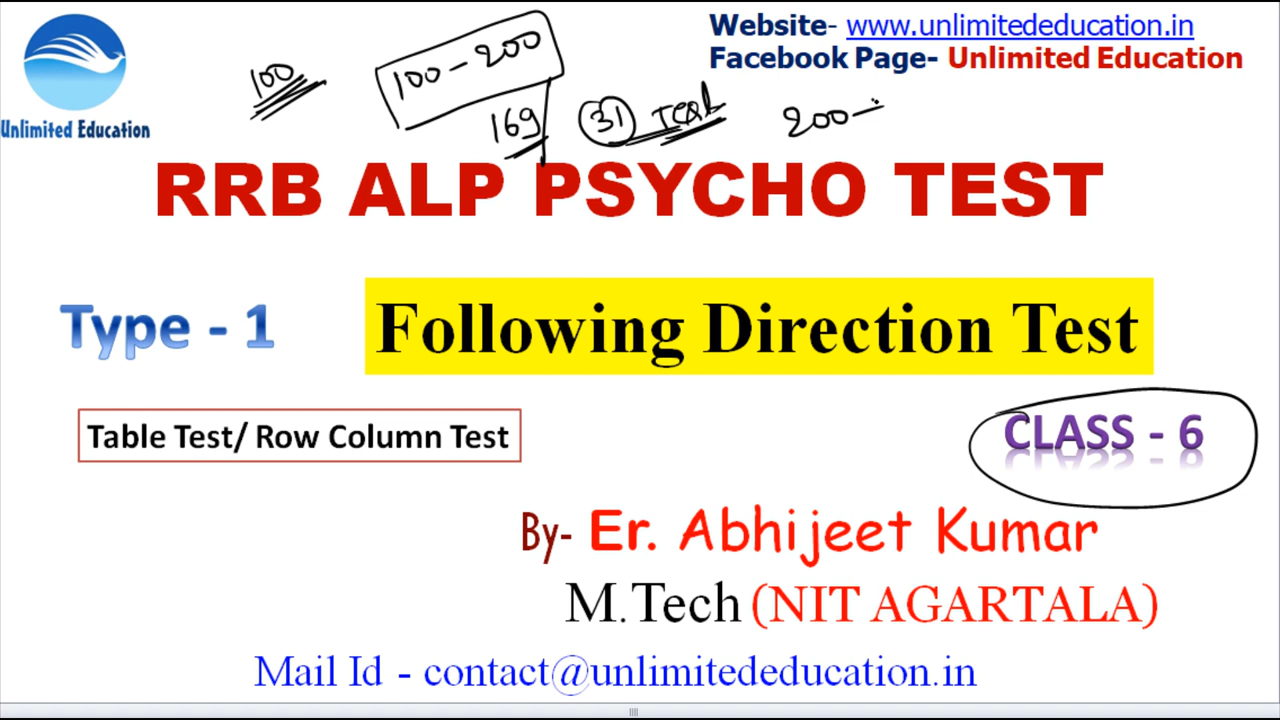 Website- www.unlimitededucation.in
Facebook Page- Unlimited Education
Unlimited Education
100
100-200
169
31 Test
200-
RRB ALP PSYCHO TEST
Type - 1
Following Direction Test
Table Test/ Row Column Test
CLASS - 6
By- Er. Abhijeet Kumar
M.Tech (NIT AGARTALA)
Mail Id - contact@unlimitededucation.in